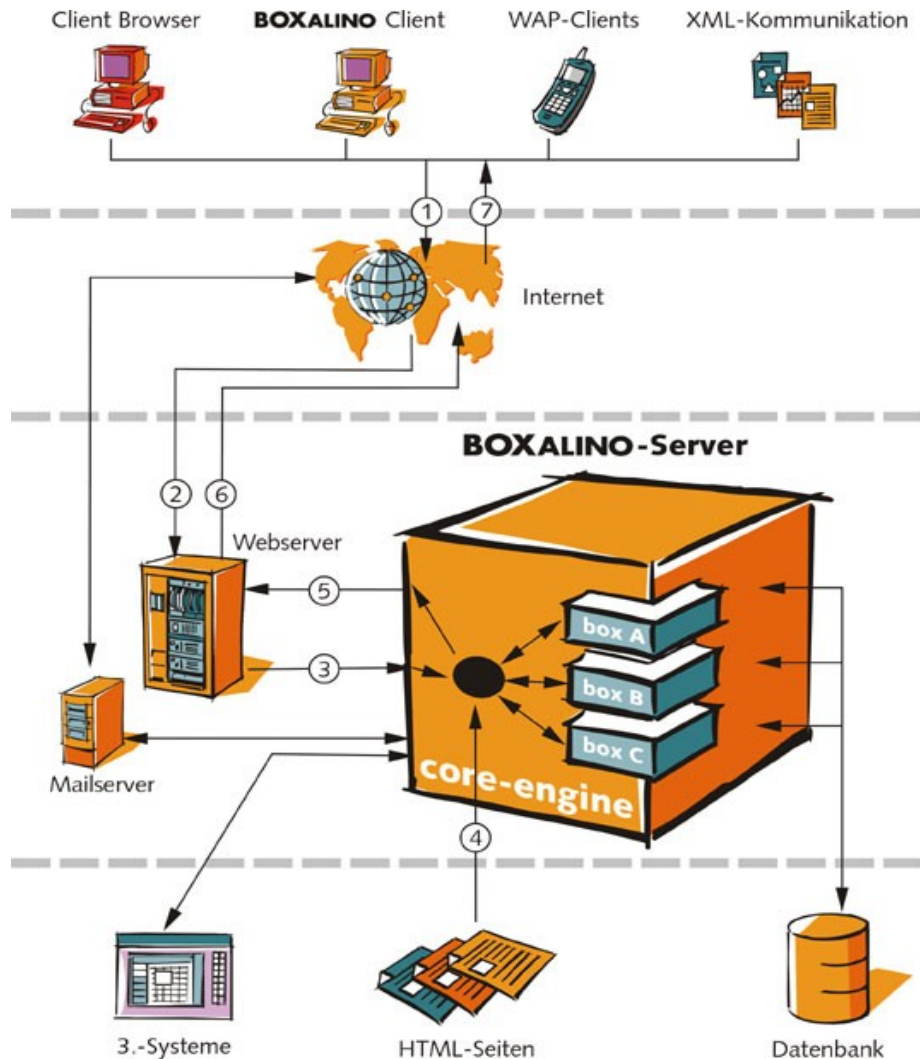 Client Browser
BOXALINO Client
WAP-Clients
XML-Kommunikation
1
7
Internet
BOXALINO-Server
2
6
Webserver
5
box A
3
box B
box C
Mailserver
core-engine
4
3.-Systeme
HTML-Seiten
Datenbank